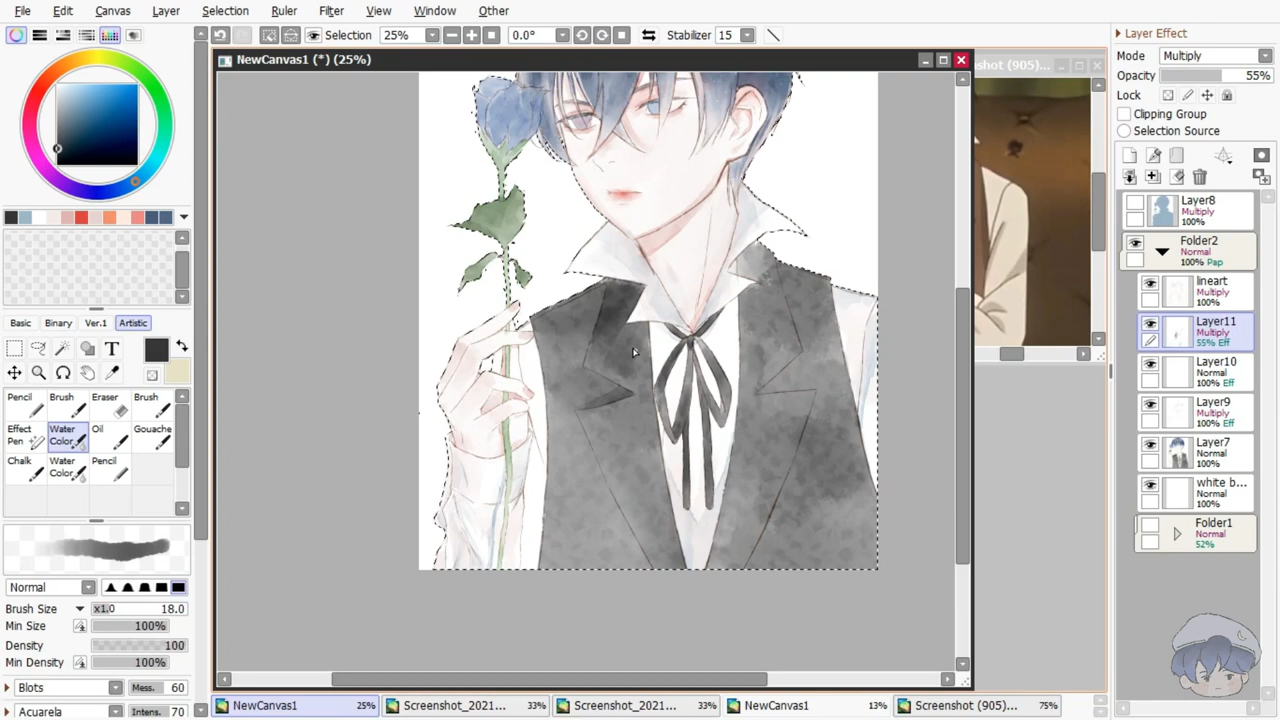 File Edit Canvas Layer Selection Ruler Filter View Window Other
Selection 25% 0.0° Stabilizer 15
NewCanvas1 (*) (25%)
shot (905)...
Basic Binary Ver.1 Artistic
T
Pencil Brush Eraser Brush
Effect Pen Water Color... Oil Gouache
Chalk Water Color... Pencil
Normal
Brush Size x1.0 18.0
Min Size 100%
Density 100
Min Density 100%
Blots Mess. 60
Acuarela Intens. 70
Layer Effect
Mode Multiply
Opacity 55%
Lock
Clipping Group
Selection Source
Layer8
Multiply
100%
Folder2
Normal
100% Pap
lineart
Multiply
100%
Layer11
Multiply
55% Eff
Layer10
Normal
100% Eff
Layer9
Multiply
100% Eff
Layer7
Normal
100%
white b...
Normal
100%
Folder1
Normal
52%
NewCanvas1 25% Screenshot_2021... 33% Screenshot_2021... 33% NewCanvas1 13% Screenshot (905)... 75%